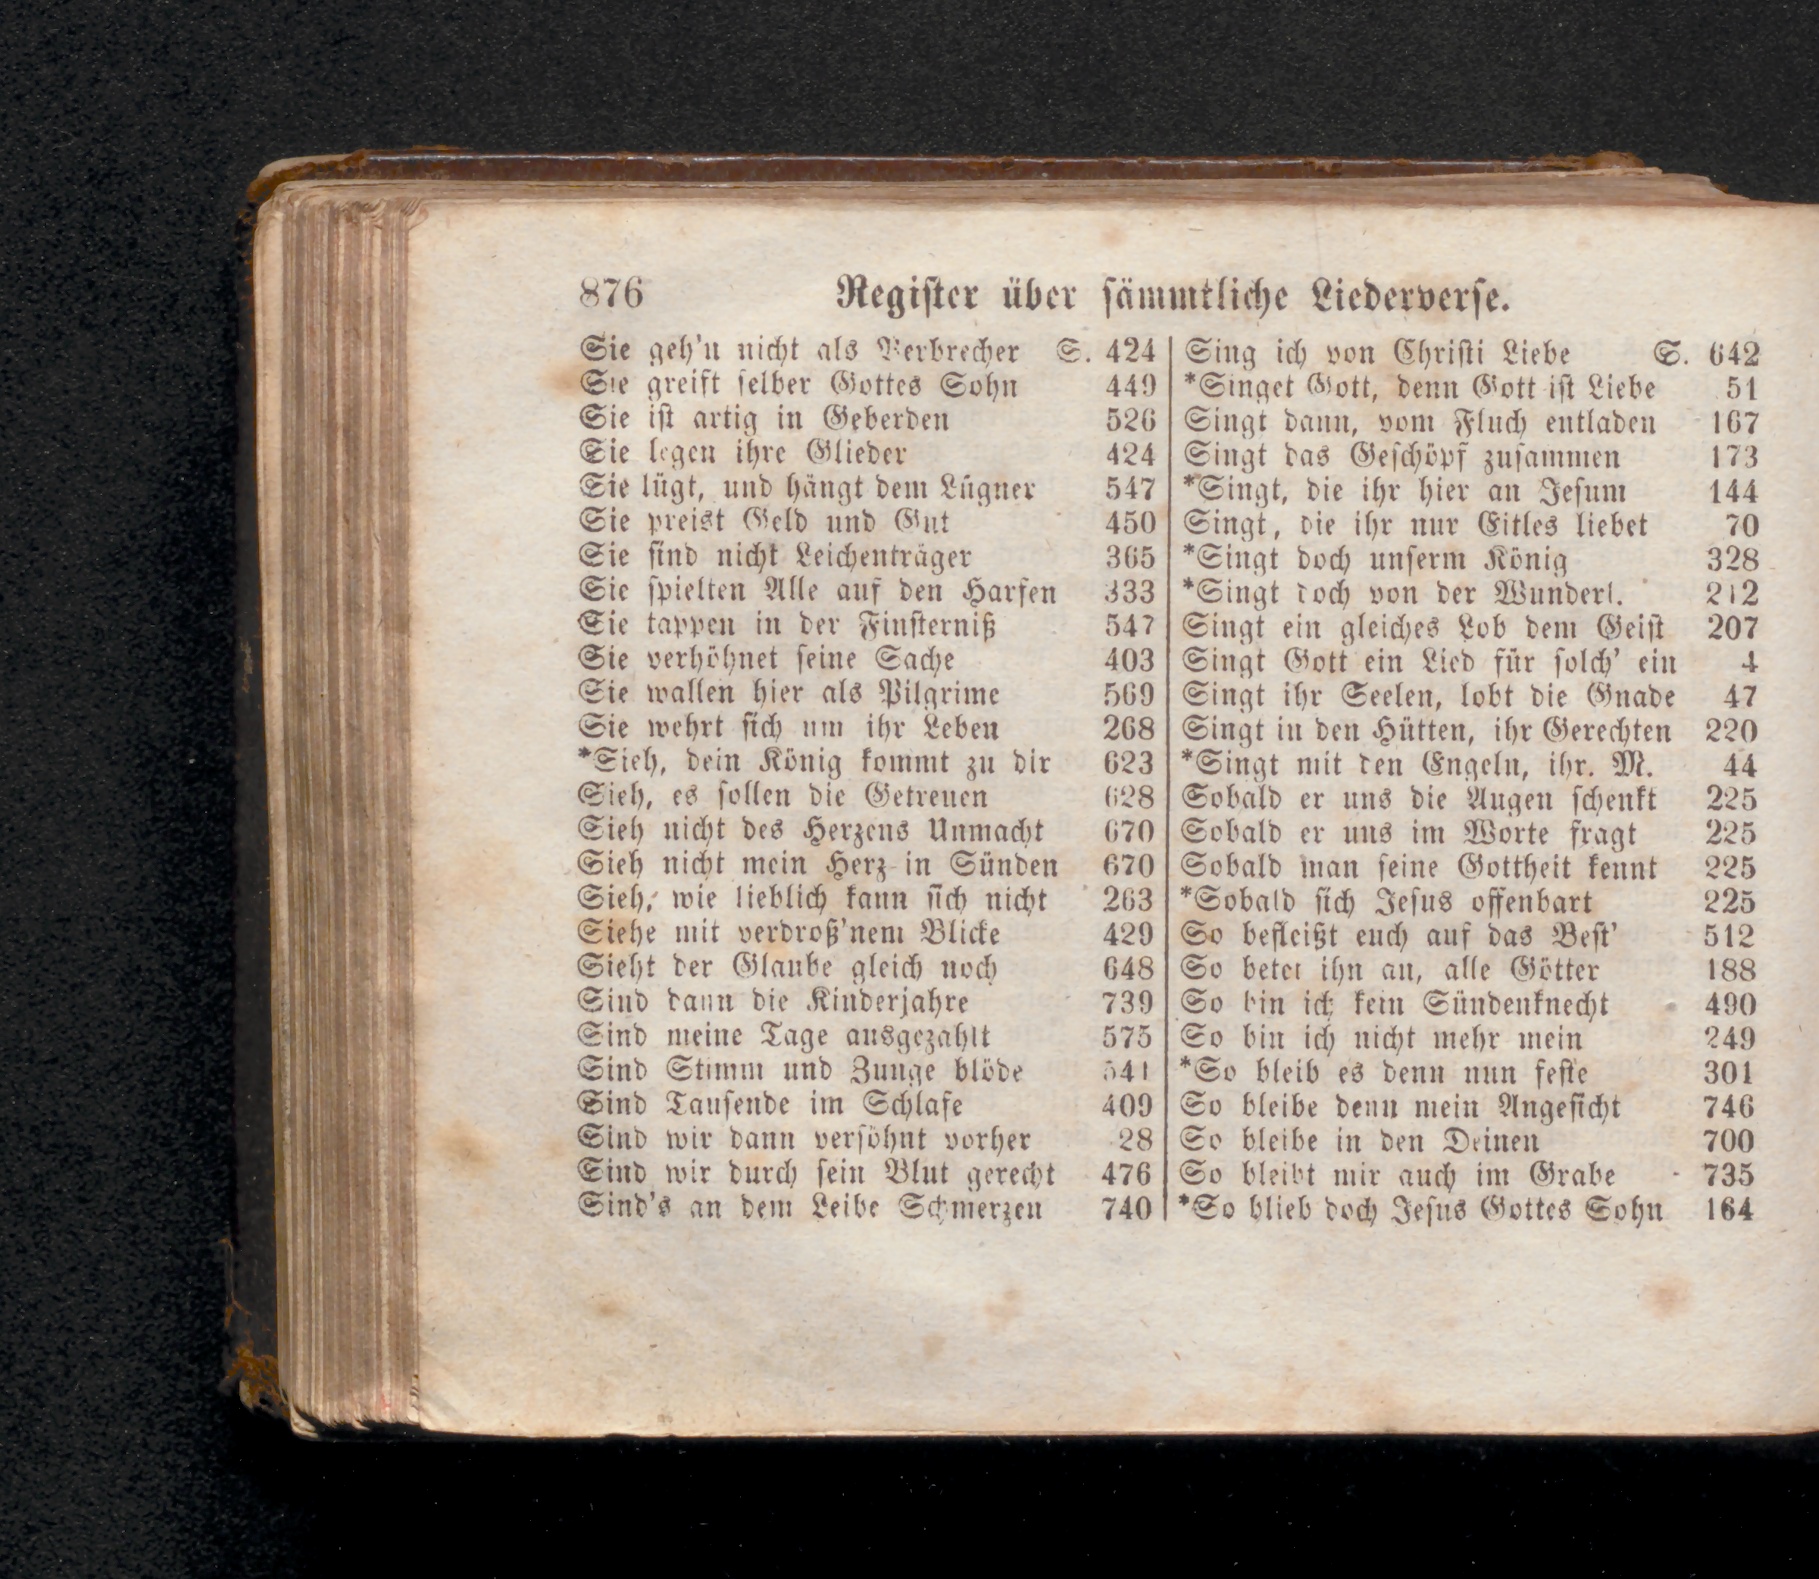 876 Register über sämmtliche Liederverse.
Sie geh'n nicht als Verbrecher S. 424
Sie greift selber Gottes Sohn 449
Sie ist artig in Geberden 526
Sie legen ihre Glieder 424
Sie lügt, und hängt dem Lügner 547
Sie preist Geld und Gut 450
Sie sind nicht Leichenträger 365
Sie spielten Alle auf den Harfen 333
Sie tappen in der Finsterniß 547
Sie verhöhnet seine Sache 403
Sie wallen hier als Pilgrime 569
Sie wehrt sich um ihr Leben 268
*Sieh, dein König kommt zu dir 623
Sieh, es sollen die Getreuen 628
Sieh nicht des Herzens Unmacht 670
Sieh nicht mein Herz in Sünden 670
Sieh, wie lieblich kann sich nicht 263
Siehe mit verdroß'nem Blicke 429
Sieht der Glaube gleich noch 648
Sind dann die Kinderjahre 739
Sind meine Tage ausgezahlt 575
Sind Stimm und Zunge blöde 541
Sind Tausende im Schlafe 409
Sind wir dann versöhnt vorher 28
Sind wir durch sein Blut gerecht 476
Sind's an dem Leibe Schmerzen 740
Sing ich von Christi Liebe S. 642
*Singet Gott, denn Gott ist Liebe 51
Singt dann, vom Fluch entladen 167
Singt das Geschöpf zusammen 173
*Singt, die ihr hier an Jesum 144
Singt, die ihr nur Eitles liebet 70
*Singt doch unserm König 328
*Singt doch von der Wunderl. 212
Singt ein gleiches Lob dem Geist 207
Singt Gott ein Lied für solch' ein 4
Singt ihr Seelen, lobt die Gnade 47
Singt in den Hütten, ihr Gerechten 220
*Singt mit den Engeln, ihr. M. 44
Sobald er uns die Augen schenkt 225
Sobald er uns im Worte fragt 225
Sobald man seine Gottheit kennt 225
*Sobald sich Jesus offenbart 225
So befleißt euch auf das Best' 512
So betet ihn an, alle Götter 188
So bin ich kein Sündenknecht 490
So bin ich nicht mehr mein 249
*So bleib es denn nun feste 301
So bleibe denn mein Angesicht 746
So bleibe in den Deinen 700
So bleibt mir auch im Grabe 735
*So blieb doch Jesus Gottes Sohn 164